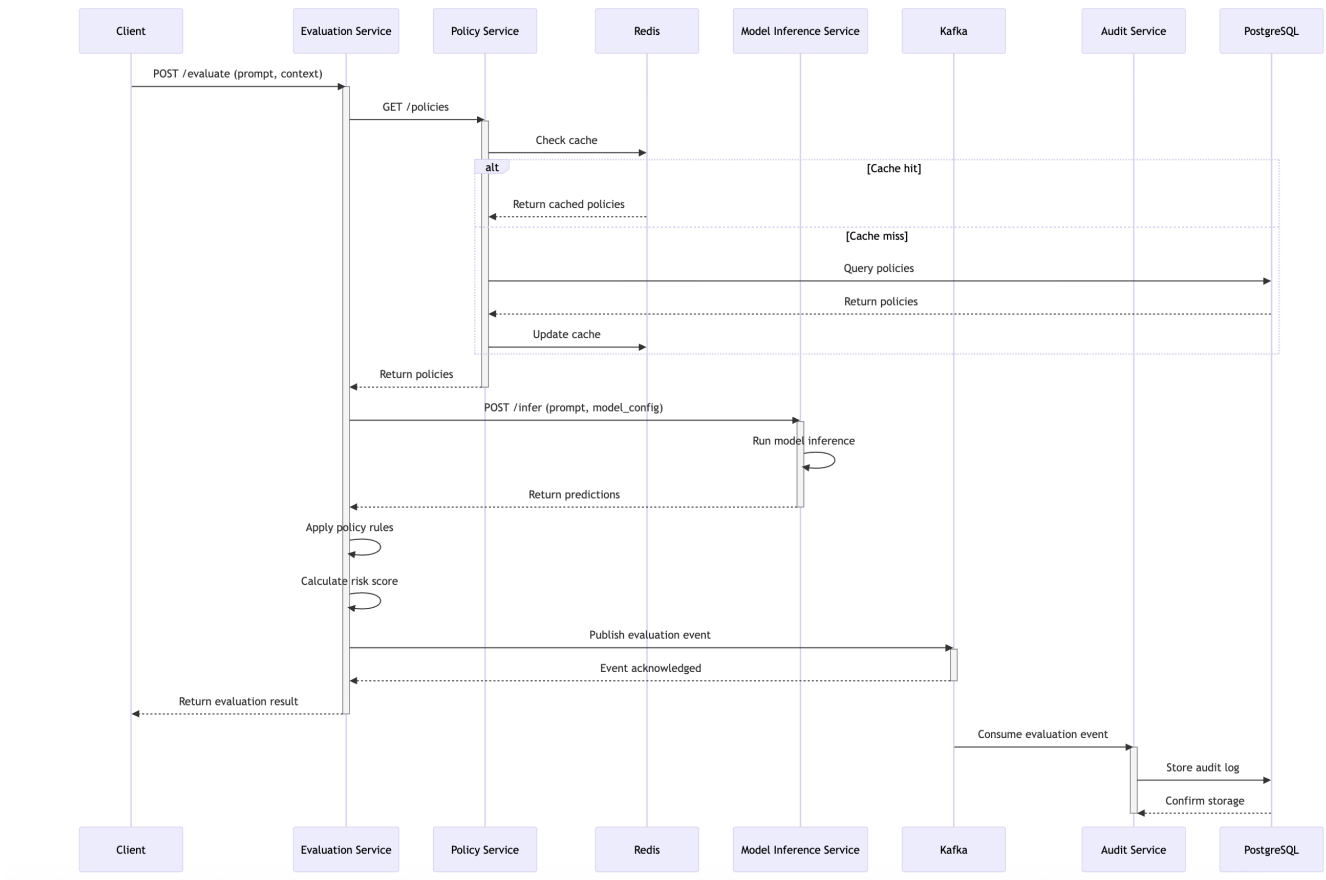 Client
Evaluation Service
Policy Service
Redis
Model Inference Service
Kafka
Audit Service
PostgreSQL
POST /evaluate (prompt, context)
GET /policies
Check cache
alt
[Cache hit]
Return cached policies
[Cache miss]
Query policies
Return policies
Update cache
Return policies
POST /infer (prompt, model_config)
Run model inference
Return predictions
Apply policy rules
Calculate risk score
Publish evaluation event
Event acknowledged
Return evaluation result
Consume evaluation event
Store audit log
Confirm storage
Client
Evaluation Service
Policy Service
Redis
Model Inference Service
Kafka
Audit Service
PostgreSQL